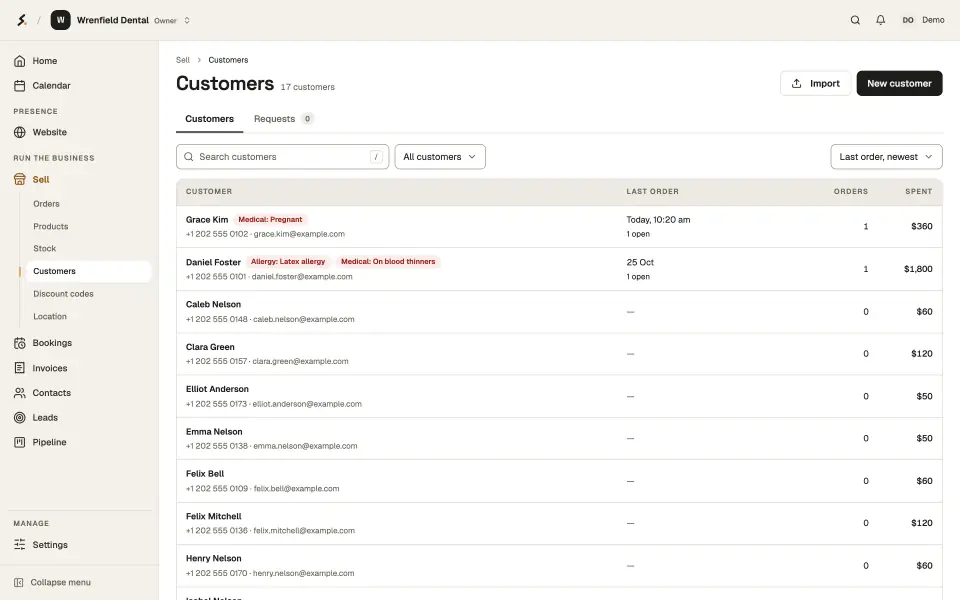 W Wrenfield Dental Owner
DO Demo
Home
Calendar
PRESENCE
Website
RUN THE BUSINESS
Sell
Orders
Products
Stock
Customers
Discount codes
Location
Bookings
Invoices
Contacts
Leads
Pipeline
MANAGE
Settings
Collapse menu
Sell > Customers
Customers 17 customers
Import
New customer
Customers
Requests 0
Search customers /
All customers
Last order, newest
CUSTOMER LAST ORDER ORDERS SPENT
Grace Kim Medical: Pregnant
+1 202 555 0102 · grace.kim@example.com
Today, 10:20 am
1 open
1 $360
Daniel Foster Allergy: Latex allergy Medical: On blood thinners
+1 202 555 0101 · daniel.foster@example.com
25 Oct
1 open
1 $1,800
Caleb Nelson
+1 202 555 0148 · caleb.nelson@example.com
— 0 $60
Clara Green
+1 202 555 0157 · clara.green@example.com
— 0 $120
Elliot Anderson
+1 202 555 0173 · elliot.anderson@example.com
— 0 $50
Emma Nelson
+1 202 555 0138 · emma.nelson@example.com
— 0 $50
Felix Bell
+1 202 555 0109 · felix.bell@example.com
— 0 $60
Felix Mitchell
+1 202 555 0136 · felix.mitchell@example.com
— 0 $120
Henry Nelson
+1 202 555 0170 · henry.nelson@example.com
— 0 $60